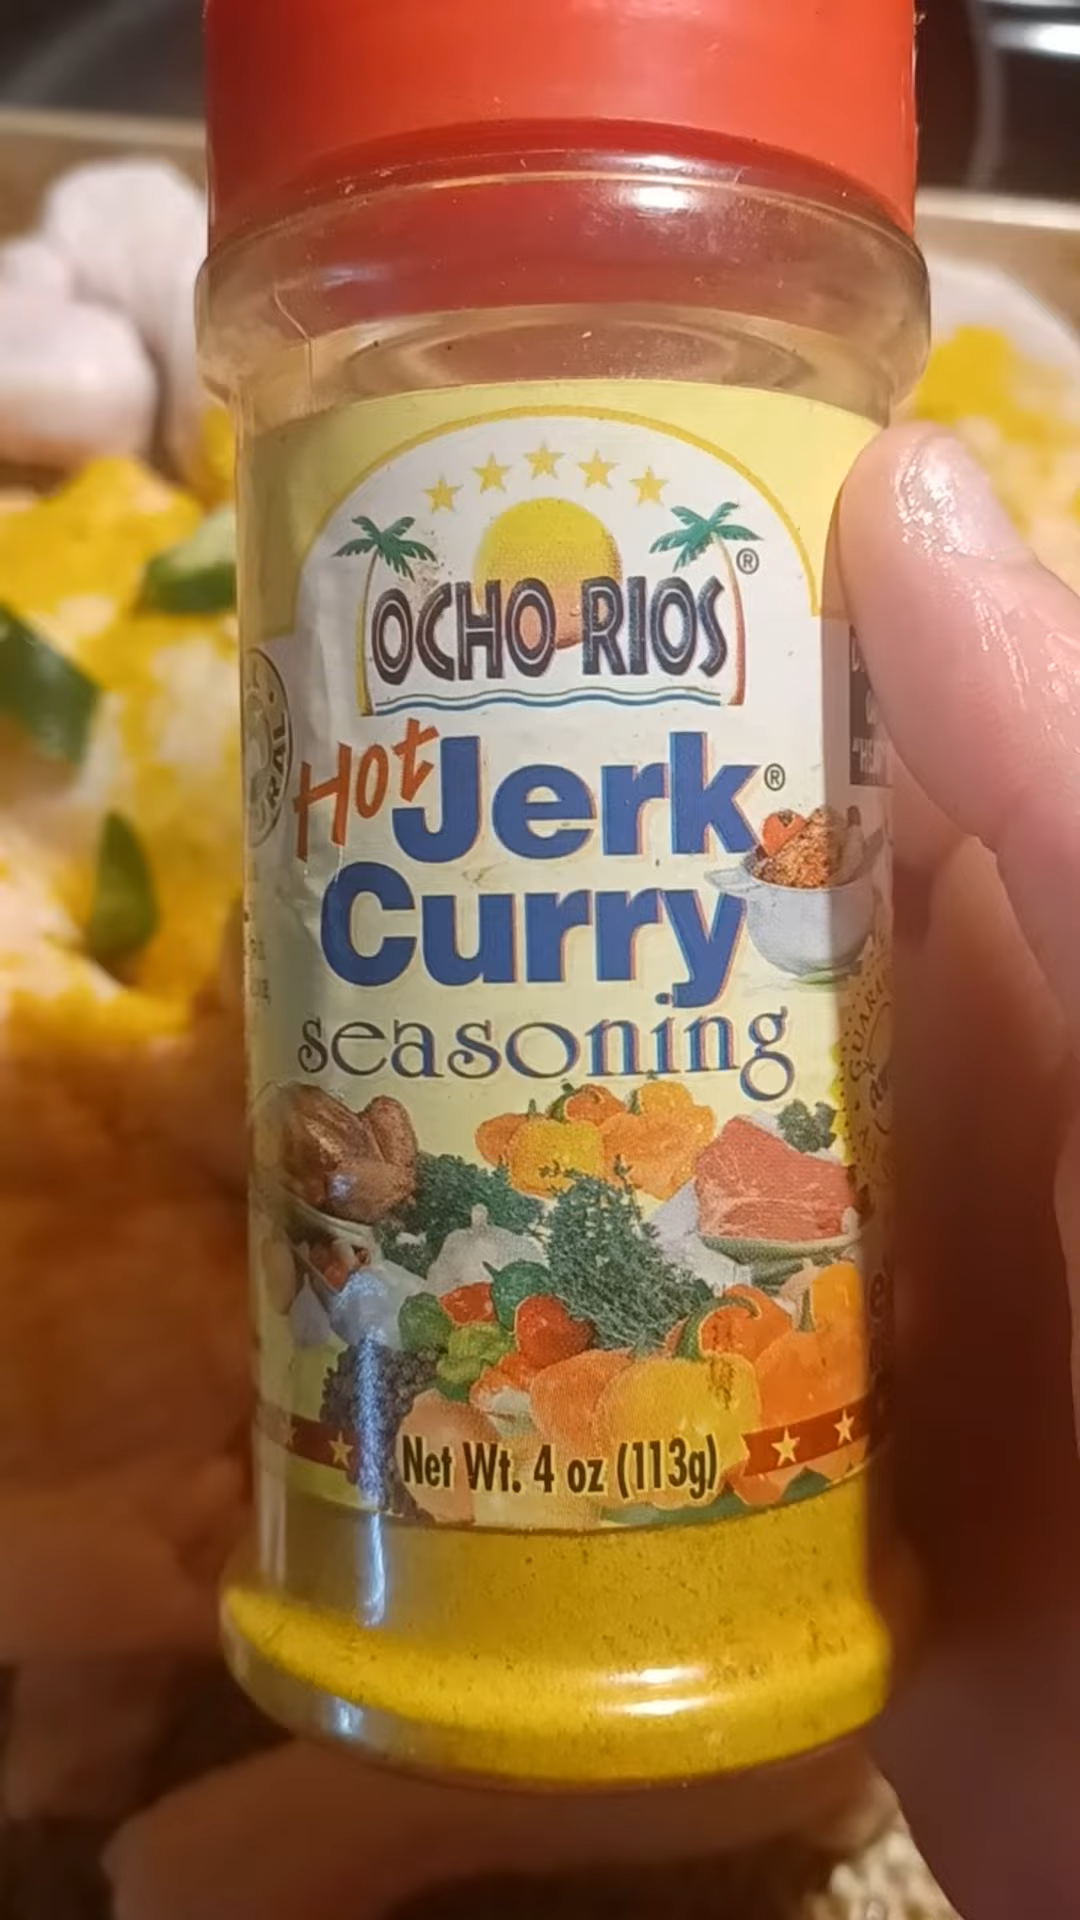 OCHO RIOS®
Hot Jerk®
Curry
seasoning
Net Wt. 4 oz (113g)